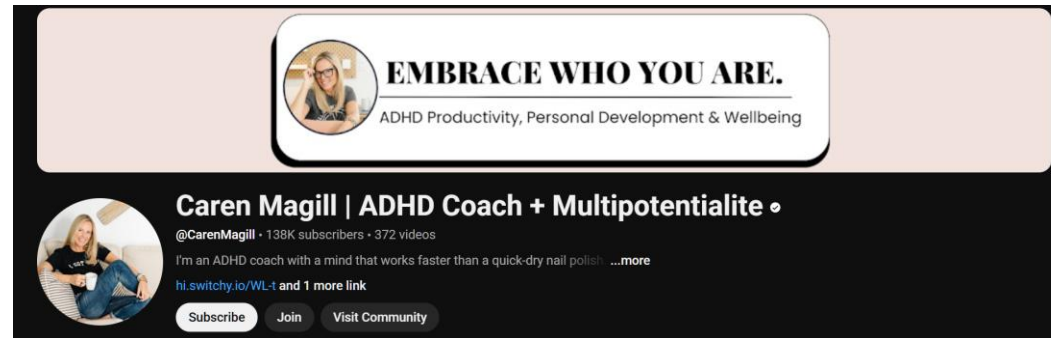 EMBRACE WHO YOU ARE.
ADHD Productivity, Personal Development & Wellbeing
Caren Magill | ADHD Coach + Multipotentialite
@CarenMagill • 138K subscribers • 372 videos
I'm an ADHD coach with a mind that works faster than a quick-dry nail polish ...more
hi.switchy.io/WL-t and 1 more link
Subscribe Join Visit Community